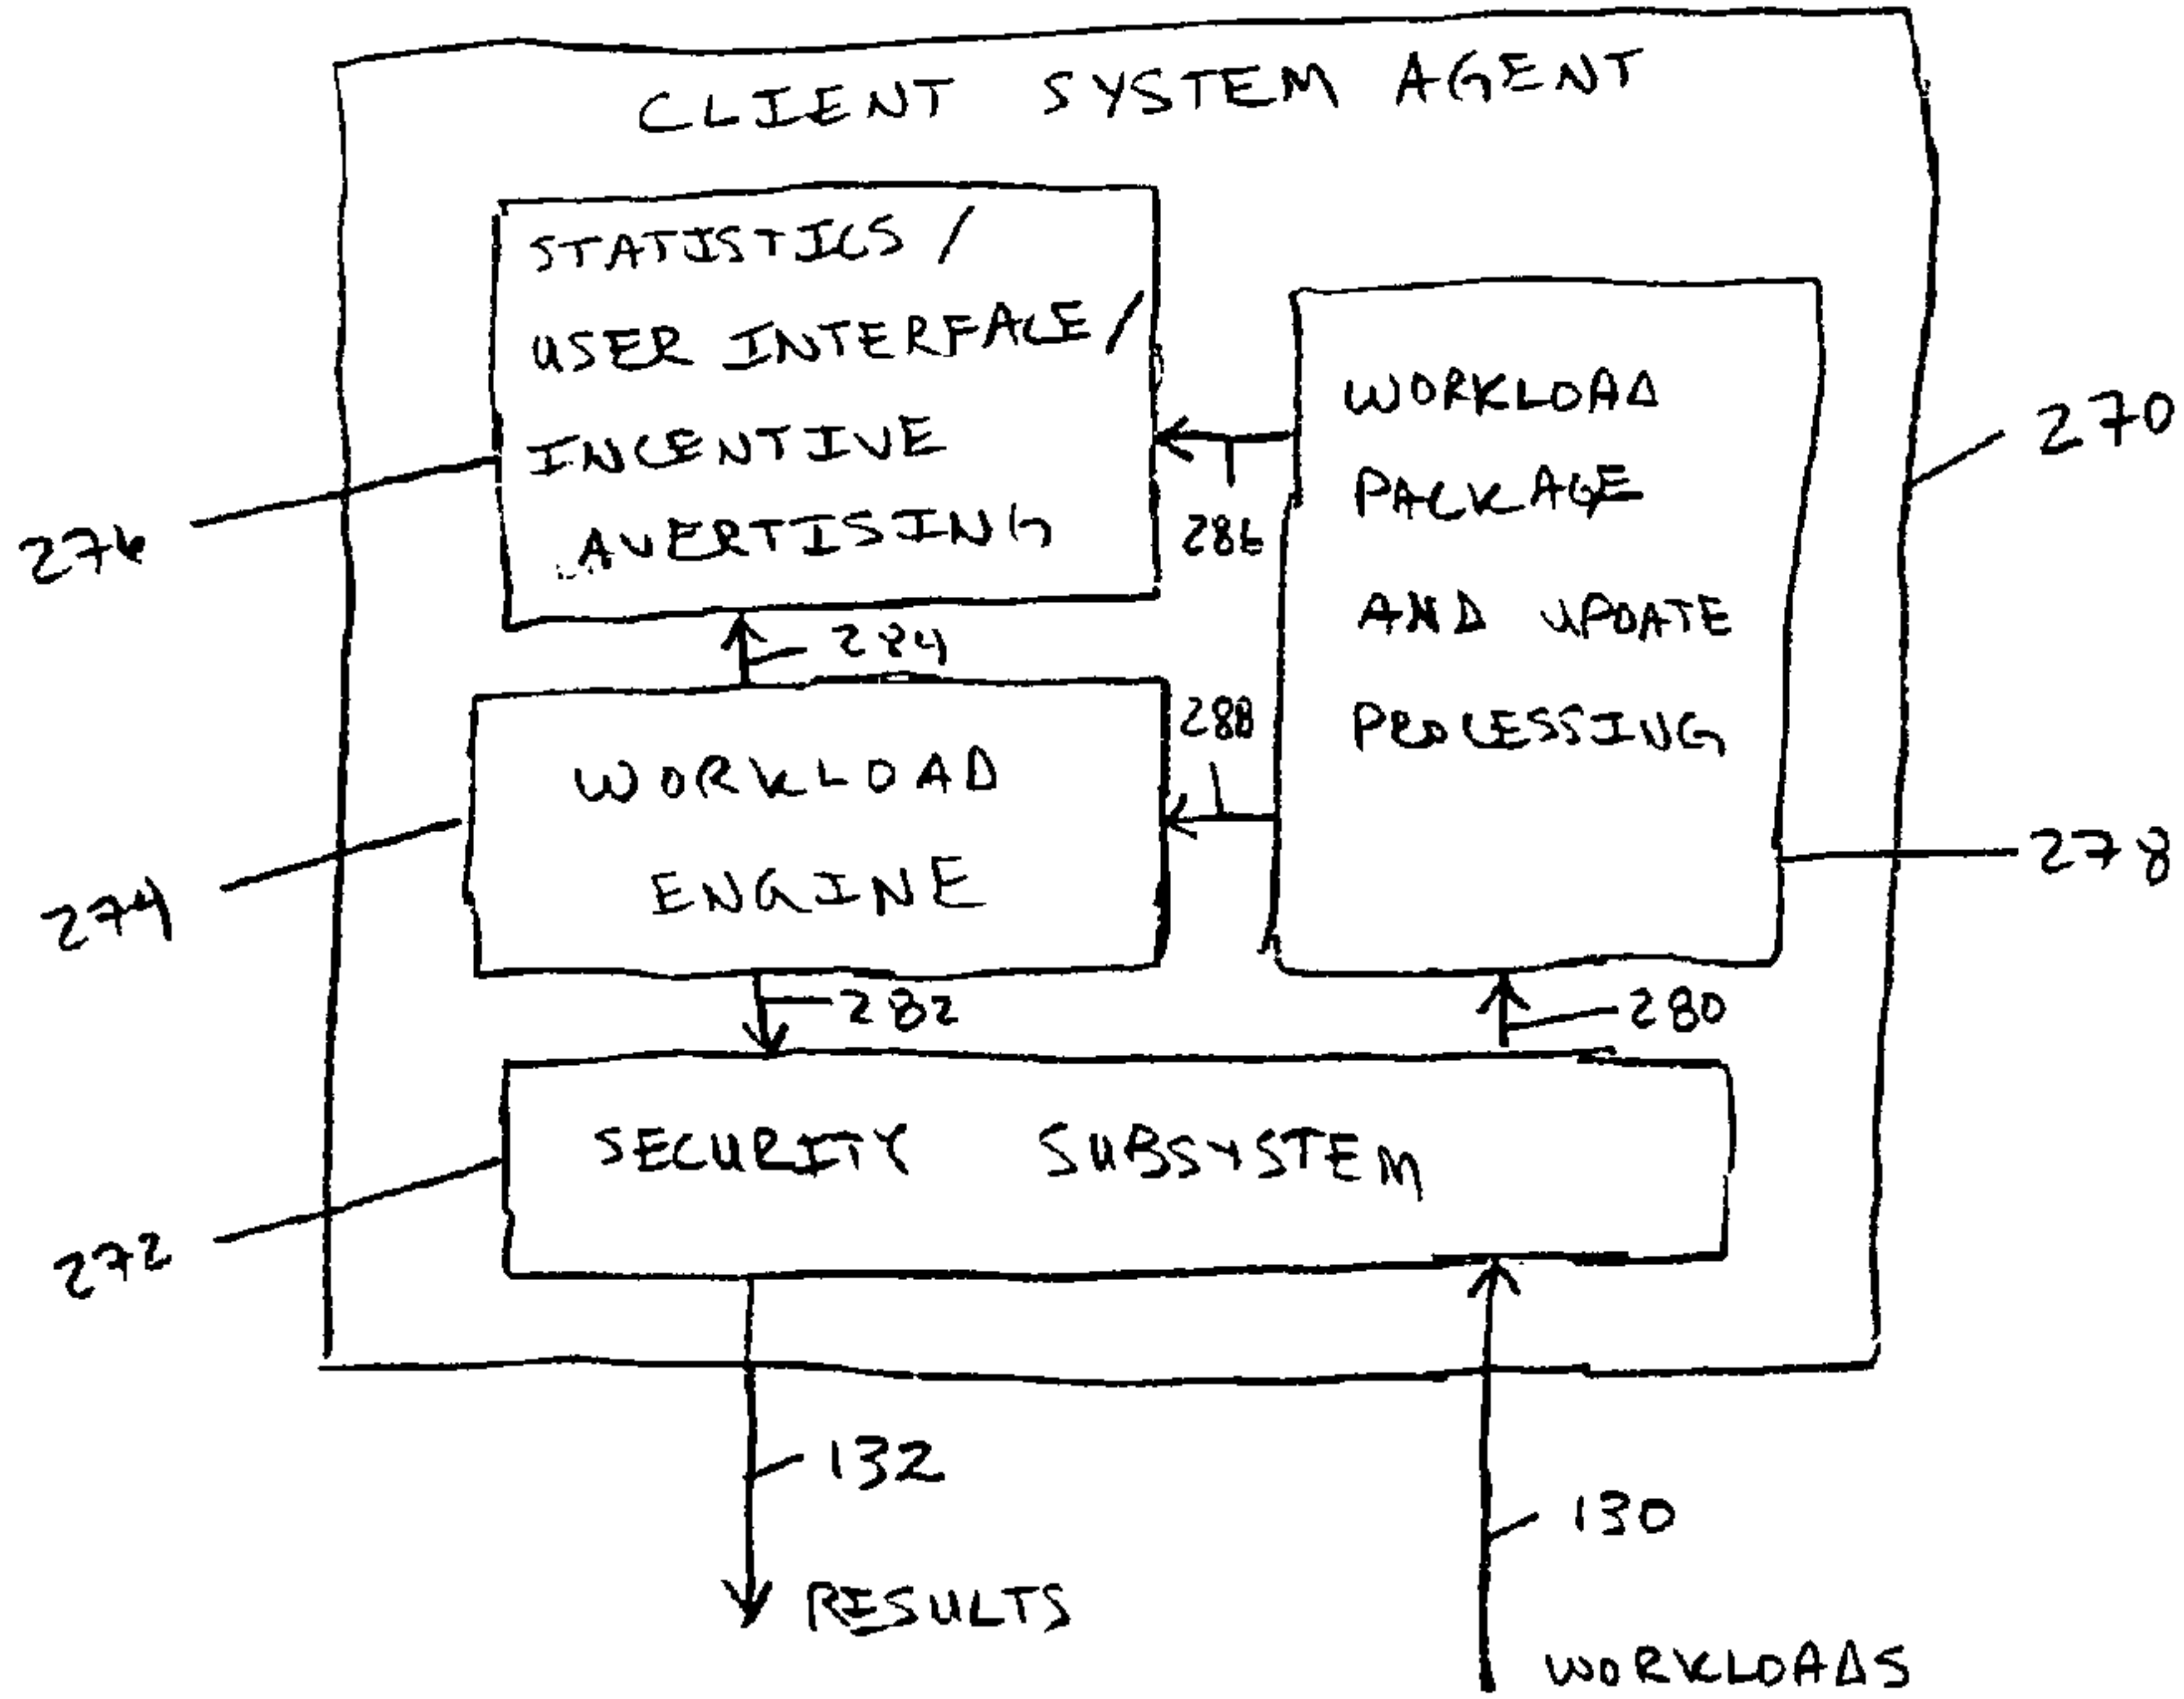 CLIENT SYSTEM AGENT
STATISTICS /
USER INTERFACE /
INCENTIVE
AVERTISING
WORKLOAD
PACKAGE
AND UPDATE
PROCESSING
270
276
286
284
288
WORKLOAD
ENGINE
278
274
282
280
SECURITY SUBSYSTEM
272
132
130
RESULTS
WORKLOADS